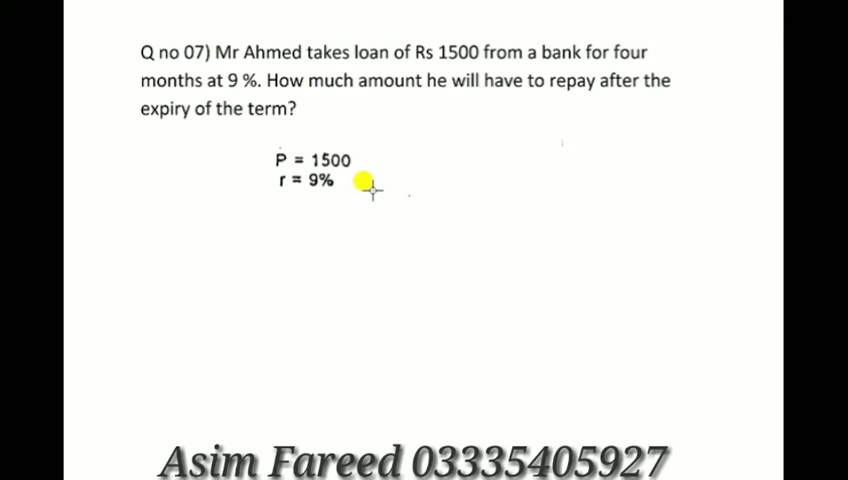 Q no 07) Mr Ahmed takes loan of Rs 1500 from a bank for four
months at 9 %. How much amount he will have to repay after the
expiry of the term?
P = 1500
r = 9%
Asim Fareed 03335405927